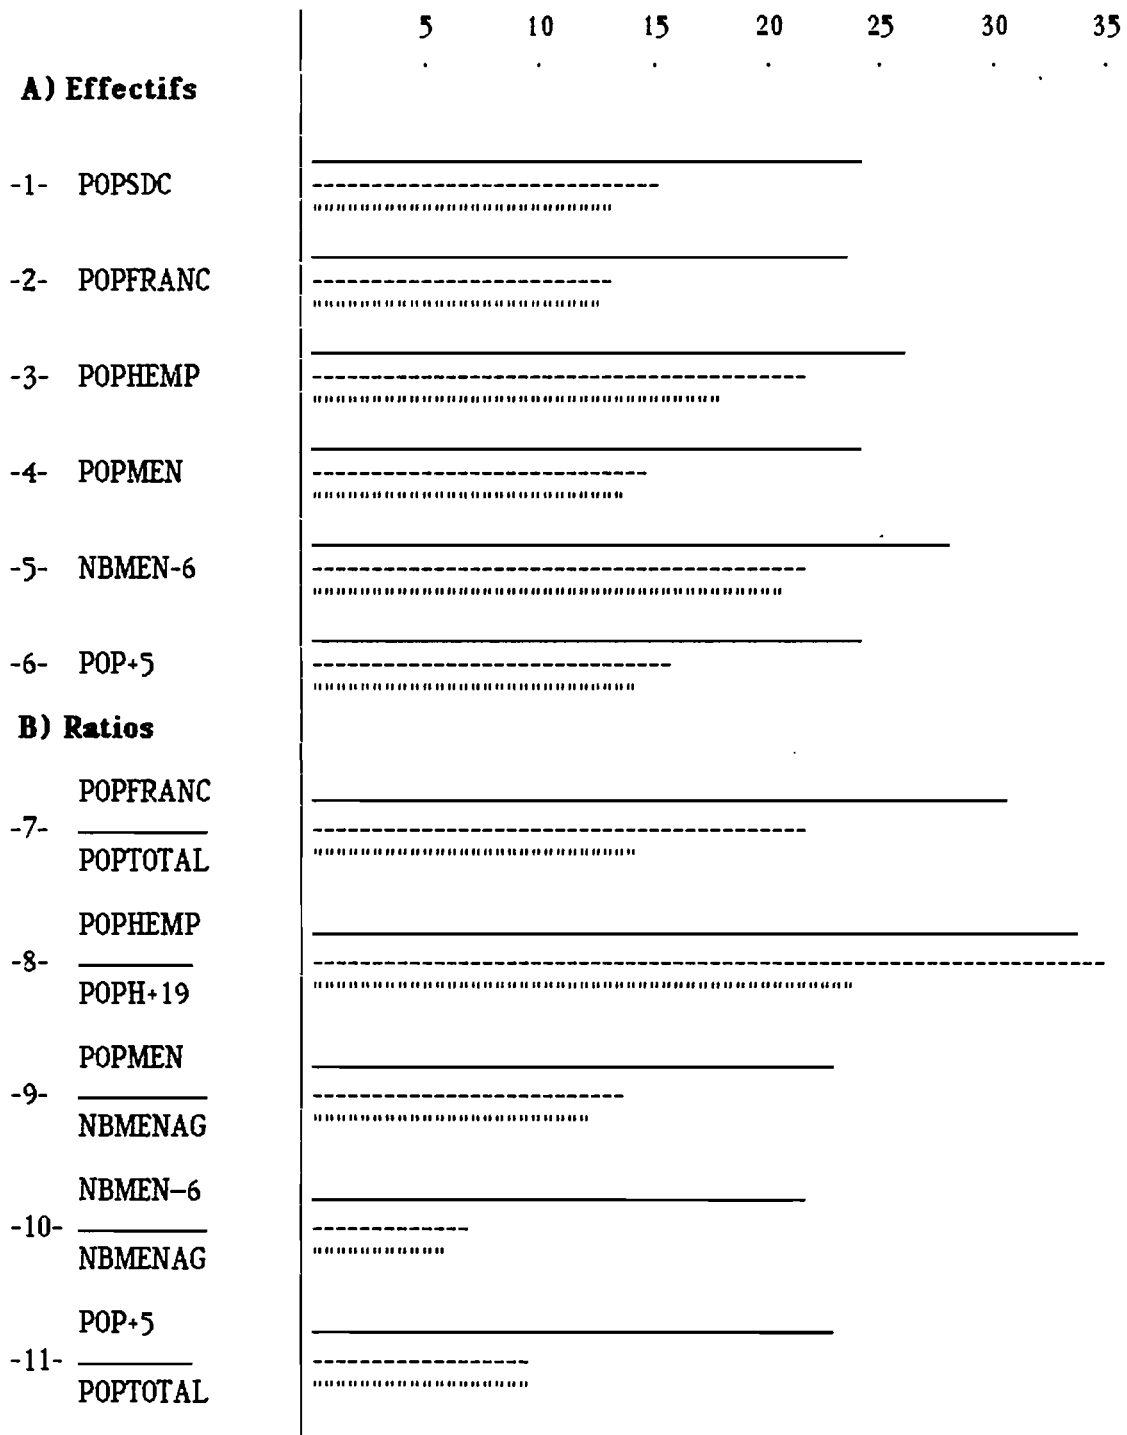 5 10 15 20 25 30 35
A) Effectifs
-1- POPSDC
-2- POPFRANC
-3- POPHEMP
-4- POPMEN
-5- NBMEN-6
-6- POP+5
B) Ratios
POPFRANC
-7-
POPTOTAL
POPHEMP
-8-
POPH+19
POPMEN
-9-
NBMENAG
NBMEN-6
-10-
NBMENAG
POP+5
-11-
POPTOTAL